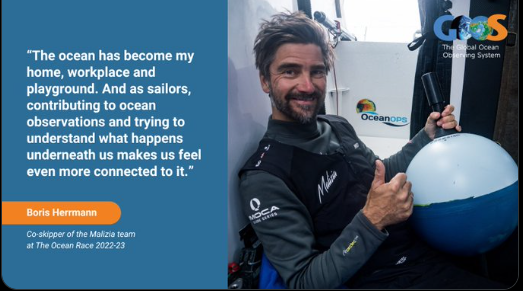 “The ocean has become my
home, workplace and
playground. And as sailors,
contributing to ocean
observations and trying to
understand what happens
underneath us makes us feel
even more connected to it.”
Boris Herrmann
Co-skipper of the Malizia team
at The Ocean Race 2022-23
GOOS
The Global Ocean
Observing System
OceanOPS
Malizia
IMOCA